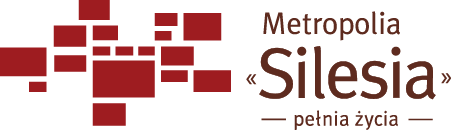 Metropolia
«Silesia»
— pełnia życia —